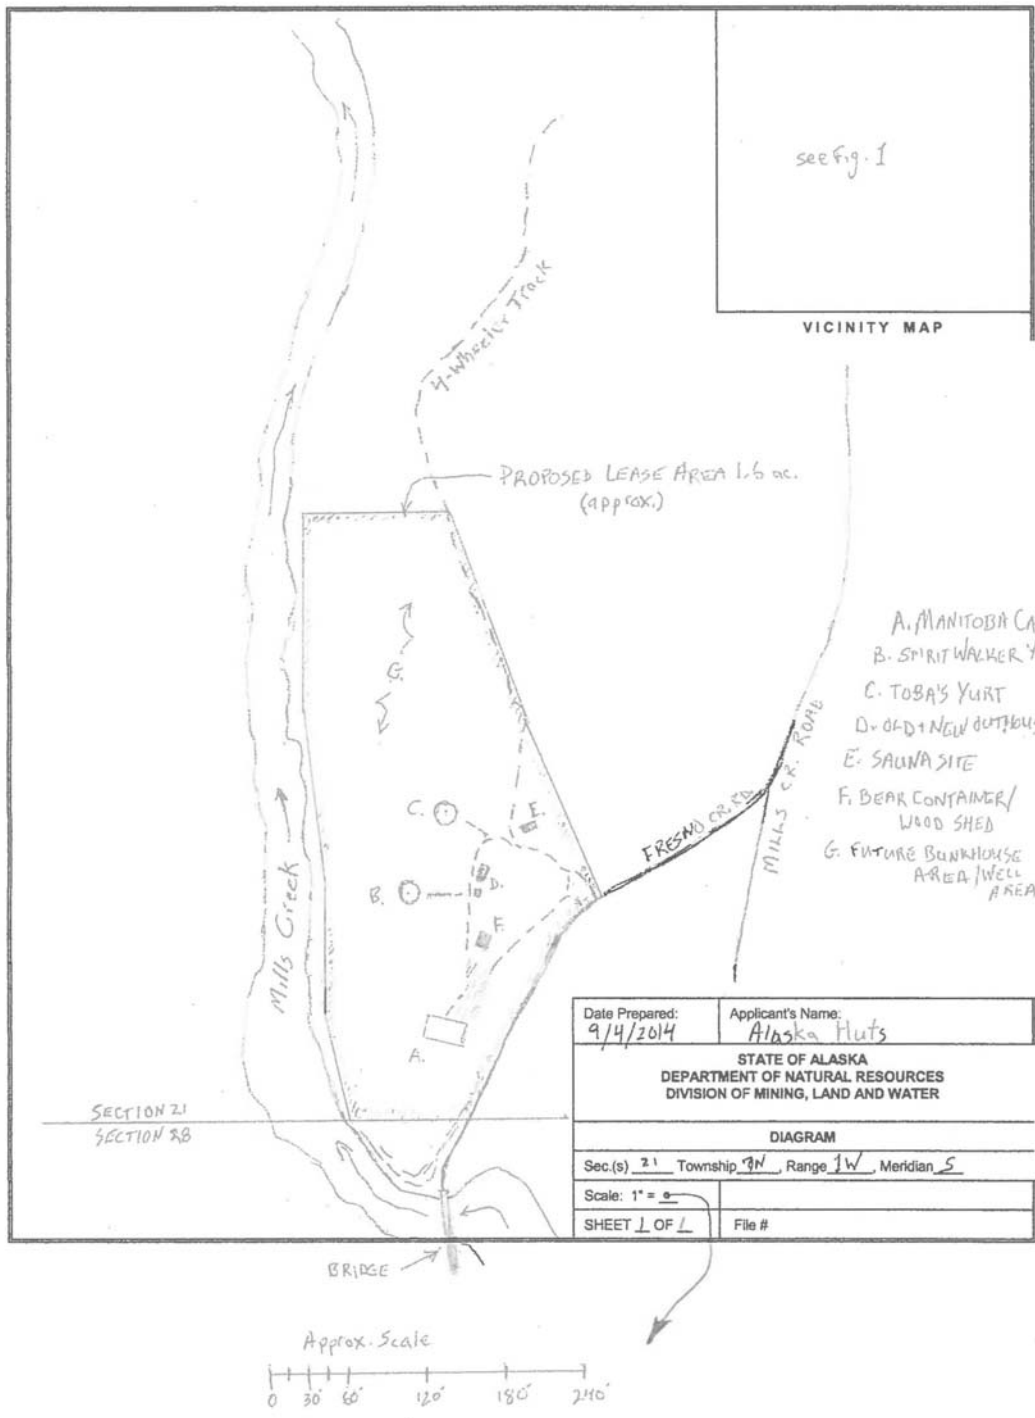 see Fig. 1
VICINITY MAP
4-Wheeler Track
PROPOSED LEASE AREA 1.5 ac.
(approx.)
A. MANITOBA CA
B. SPIRIT WALKER Y
C. TOBA'S YURT
D. OLD + NEW OUTHOUS
E. SAUNA SITE
F. BEAR CONTAINER/
WOOD SHED
G. FUTURE BUNKHOUSE
AREA/WELL
AREA
G.
C.
E.
FRESNO CR. RD.
MILLS CR. ROAD
B.
D.
F.
Mills Creek
A.
SECTION 21
SECTION 28
Date Prepared:
9/4/2014
Applicant's Name:
Alaska Huts
STATE OF ALASKA
DEPARTMENT OF NATURAL RESOURCES
DIVISION OF MINING, LAND AND WATER
DIAGRAM
Sec.(s) 21 Township 7N, Range 1W, Meridian S
Scale: 1" =
SHEET 1 OF 1
File #
BRIDGE
Approx. Scale
0 30' 60' 120' 180' 240'